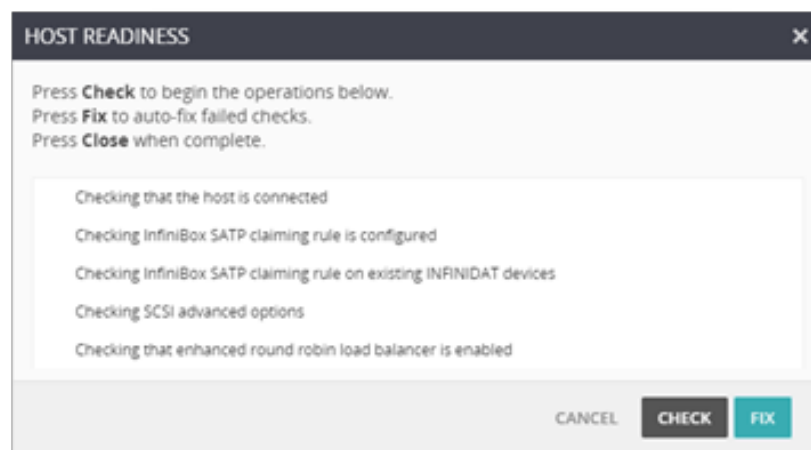 HOST READINESS
Press Check to begin the operations below.
Press Fix to auto-fix failed checks.
Press Close when complete.
Checking that the host is connected
Checking InfiniBox SATP claiming rule is configured
Checking InfiniBox SATP claiming rule on existing INFINIDAT devices
Checking SCSI advanced options
Checking that enhanced round robin load balancer is enabled
CANCEL CHECK FIX